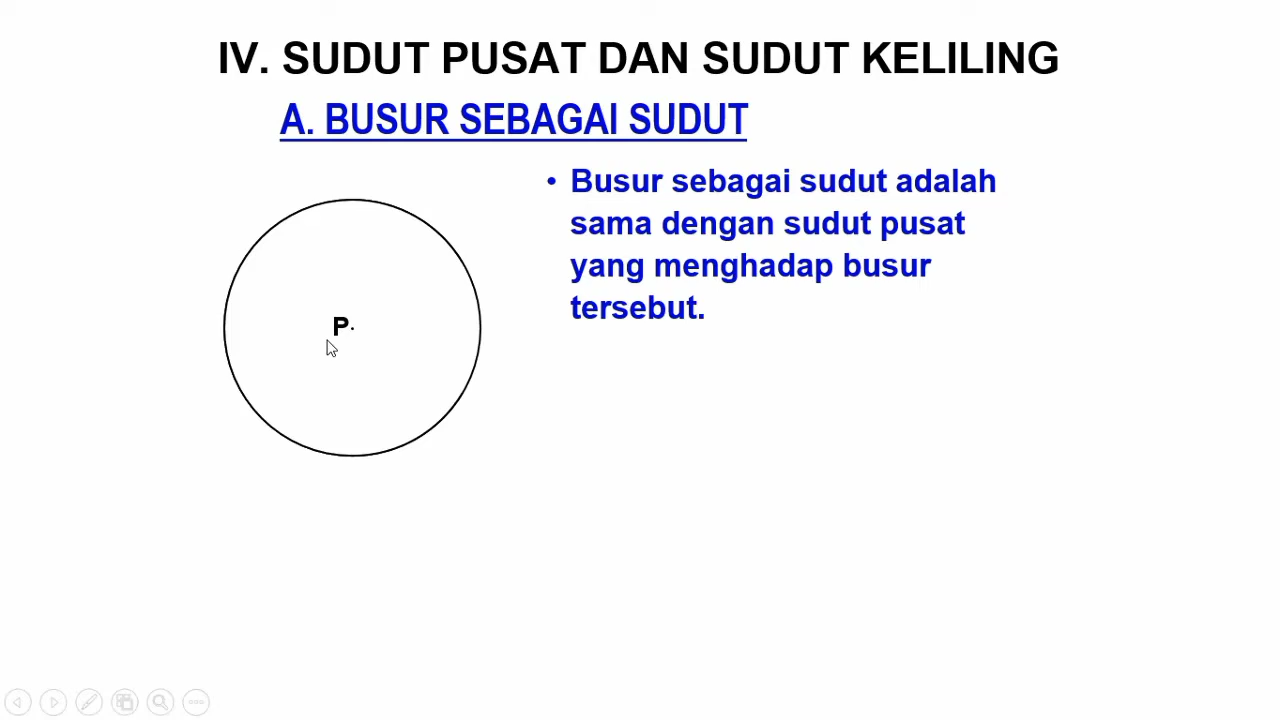 IV. SUDUT PUSAT DAN SUDUT KELILING
A. BUSUR SEBAGAI SUDUT
• Busur sebagai sudut adalah
sama dengan sudut pusat
yang menghadap busur
tersebut.
P